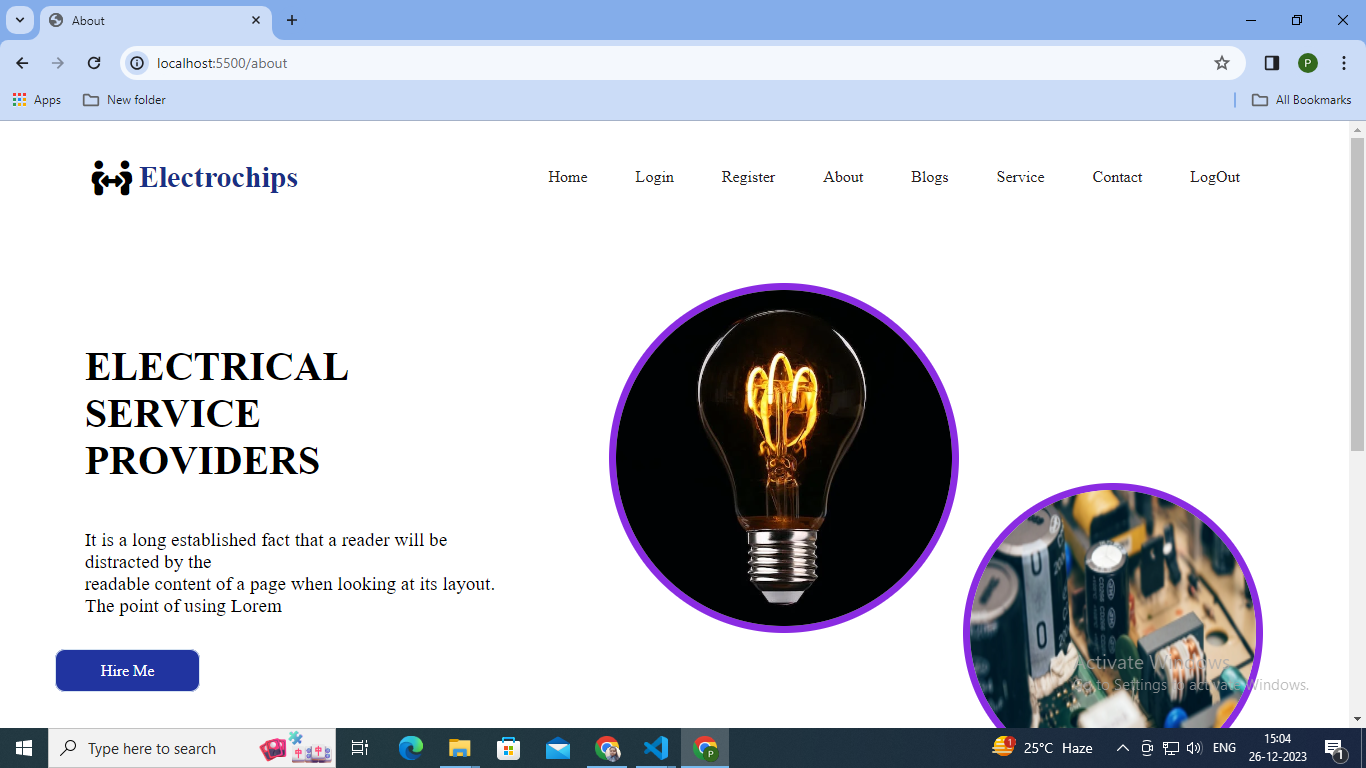 About
localhost:5500/about
P
Apps
New folder
All Bookmarks
Electrochips
Home
Login
Register
About
Blogs
Service
Contact
LogOut
ELECTRICAL
SERVICE
PROVIDERS
It is a long established fact that a reader will be
distracted by the
readable content of a page when looking at its layout.
The point of using Lorem
Hire Me
Activate Windows
Go to Settings to activate Windows.
Type here to search
P
1
25°C Haze
ENG
15:04
26-12-2023
1